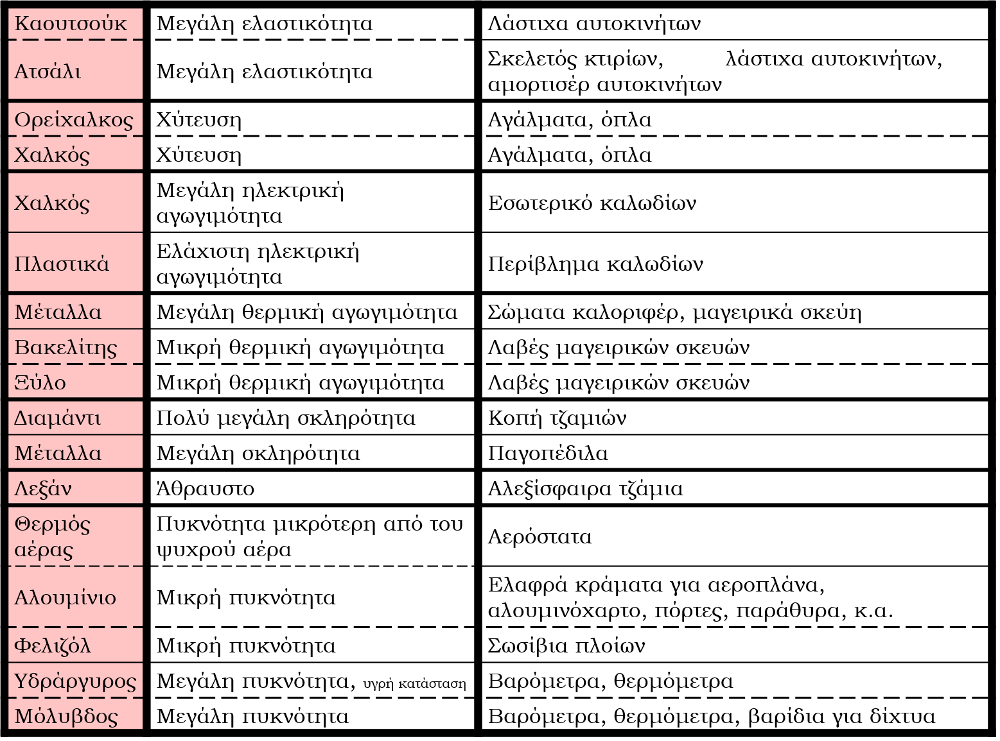 Καουτσούκ Μεγάλη ελαστικότητα Λάστιχα αυτοκινήτων
Ατσάλι Μεγάλη ελαστικότητα Σκελετός κτιρίων, λάστιχα αυτοκινήτων,
αμορτισέρ αυτοκινήτων
Ορείχαλκος Χύτευση Αγάλματα, όπλα
Χαλκός Χύτευση Αγάλματα, όπλα
Χαλκός Μεγάλη ηλεκτρική
αγωγιμότητα Εσωτερικό καλωδίων
Πλαστικά Ελάχιστη ηλεκτρική
αγωγιμότητα Περίβλημα καλωδίων
Μέταλλα Μεγάλη θερμική αγωγιμότητα Σώματα καλοριφέρ, μαγειρικά σκεύη
Βακελίτης Μικρή θερμική αγωγιμότητα Λαβές μαγειρικών σκευών
Ξύλο Μικρή θερμική αγωγιμότητα Λαβές μαγειρικών σκευών
Διαμάντι Πολύ μεγάλη σκληρότητα Κοπή τζαμιών
Μέταλλα Μεγάλη σκληρότητα Παγοπέδιλα
Λεξάν Άθραυστο Αλεξίσφαιρα τζάμια
Θερμός
αέρας Πυκνότητα μικρότερη από του
ψυχρού αέρα Αερόστατα
Αλουμίνιο Μικρή πυκνότητα Ελαφρά κράματα για αεροπλάνα,
αλουμινόχαρτο, πόρτες, παράθυρα, κ.α.
Φελιζόλ Μικρή πυκνότητα Σωσίβια πλοίων
Υδράργυρος Μεγάλη πυκνότητα, υγρή κατάσταση Βαρόμετρα, θερμόμετρα
Μόλυβδος Μεγάλη πυκνότητα Βαρόμετρα, θερμόμετρα, βαρίδια για δίχτυα